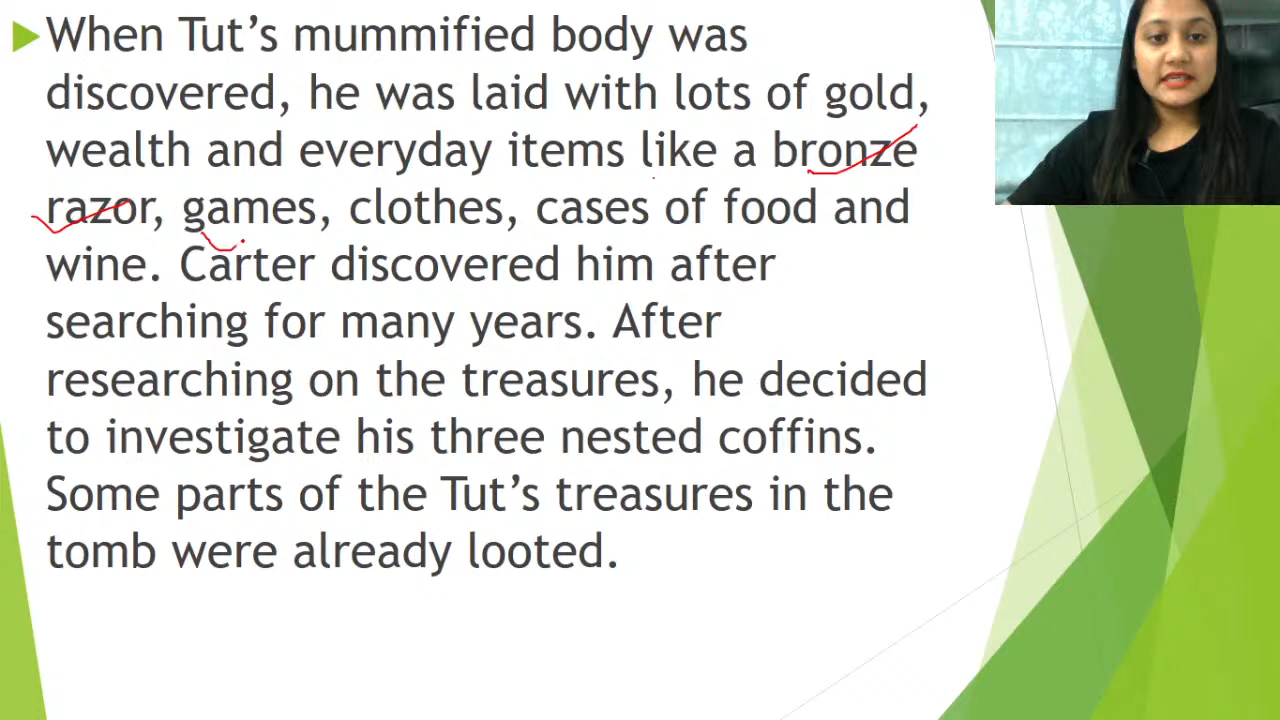 When Tut’s mummified body was
discovered, he was laid with lots of gold,
wealth and everyday items like a bronze
razor, games, clothes, cases of food and
wine. Carter discovered him after
searching for many years. After
researching on the treasures, he decided
to investigate his three nested coffins.
Some parts of the Tut’s treasures in the
tomb were already looted.